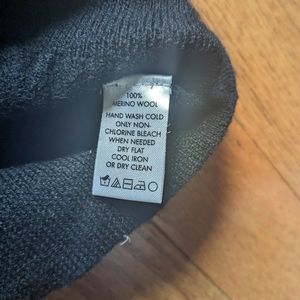 100%
MERINO WOOL
HAND WASH COLD
ONLY NON-
CHLORINE BLEACH
WHEN NEEDED
DRY FLAT
COOL IRON
OR DRY CLEAN